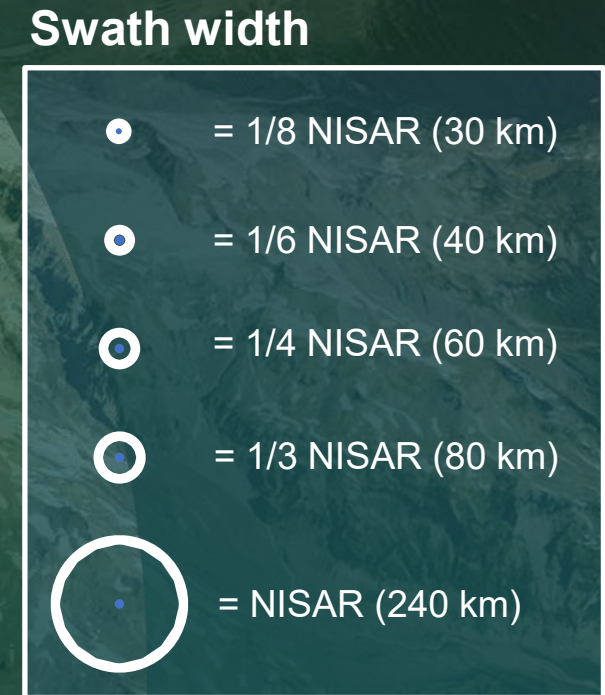 Swath width
= 1/8 NISAR (30 km)
= 1/6 NISAR (40 km)
= 1/4 NISAR (60 km)
= 1/3 NISAR (80 km)
= NISAR (240 km)